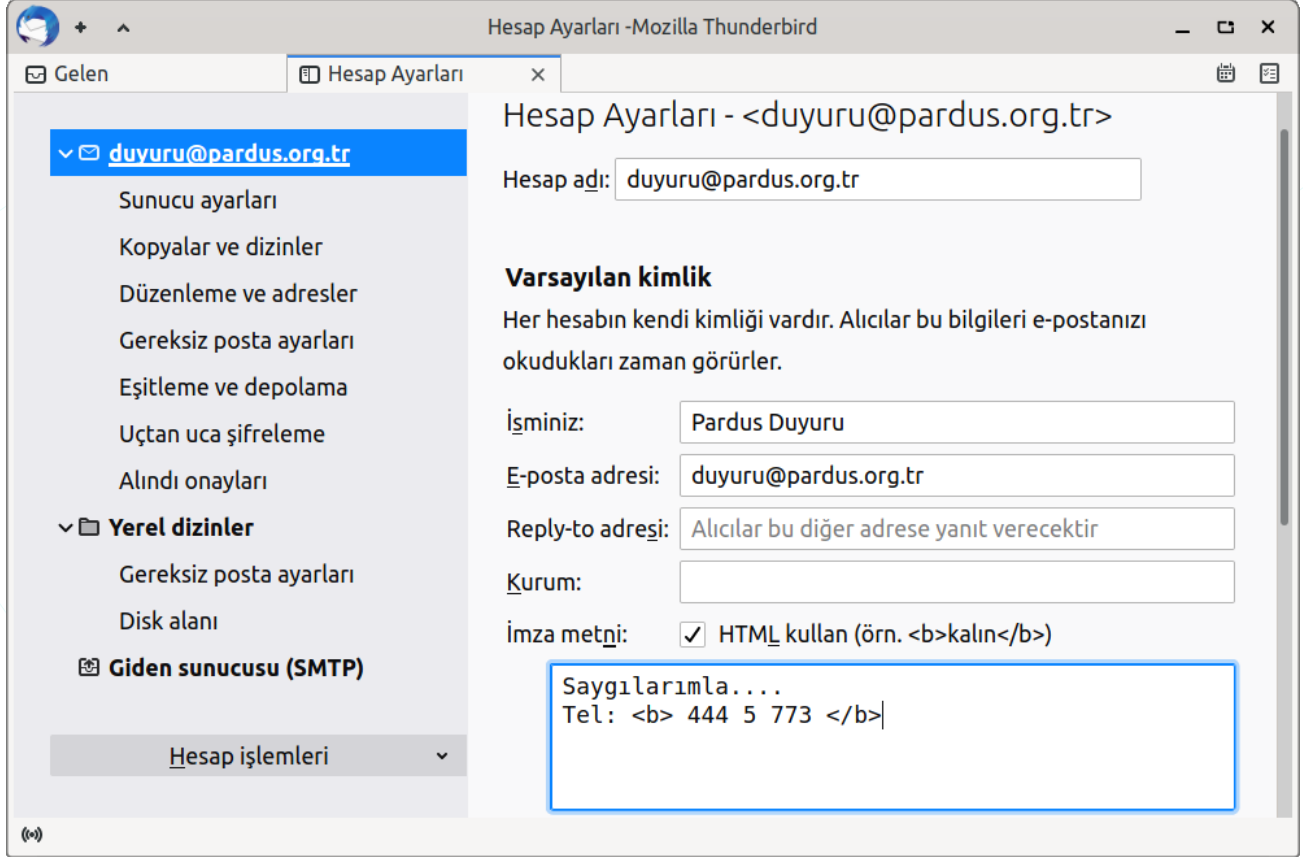 Hesap Ayarları -Mozilla Thunderbird
Gelen
Hesap Ayarları
duyuru@pardus.org.tr
Sunucu ayarları
Kopyalar ve dizinler
Düzenleme ve adresler
Gereksiz posta ayarları
Eşitleme ve depolama
Uçtan uca şifreleme
Alındı onayları
Yerel dizinler
Gereksiz posta ayarları
Disk alanı
Giden sunucusu (SMTP)
Hesap işlemleri
Hesap Ayarları - <duyuru@pardus.org.tr>
Hesap adı: duyuru@pardus.org.tr
Varsayılan kimlik
Her hesabın kendi kimliği vardır. Alıcılar bu bilgileri e-postanızı
okudukları zaman görürler.
İsminiz: Pardus Duyuru
E-posta adresi: duyuru@pardus.org.tr
Reply-to adresi: Alıcılar bu diğer adrese yanıt verecektir
Kurum:
İmza metni: HTML kullan (örn. <b>kalın</b>)
Saygılarımla....
Tel: <b> 444 5 773 </b>